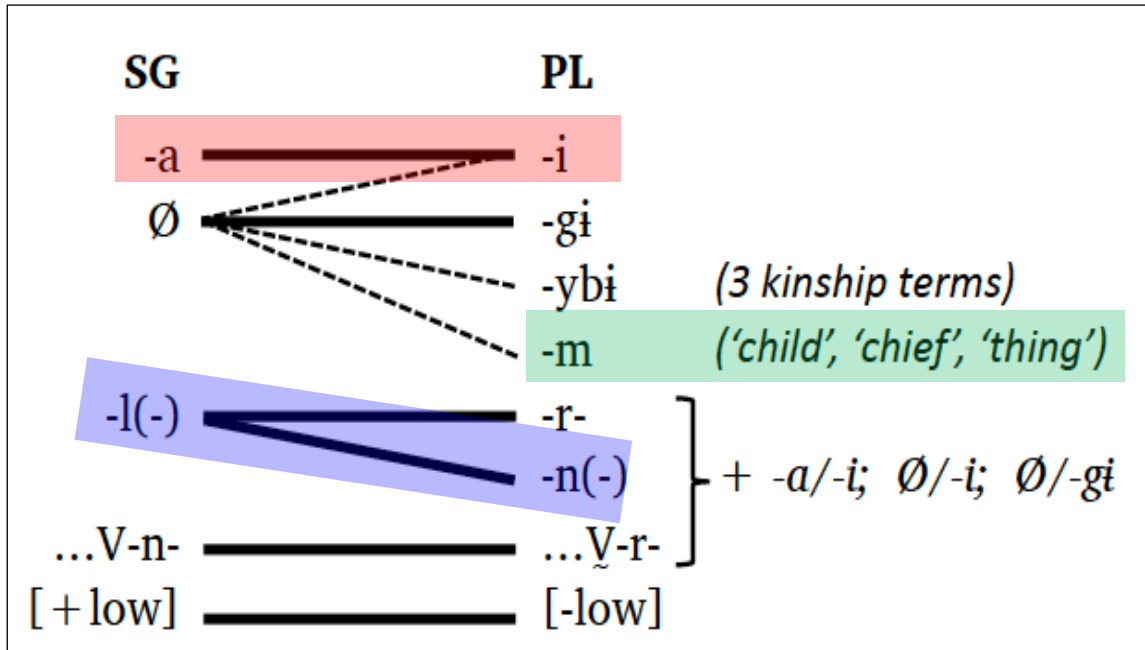 SG PL
-a -i
Ø -gɨ
-ybɨ (3 kinship terms)
-m (‘child’, ‘chief’, ‘thing’)
-l(-) -r-
-n(-) + -a/-i; Ø/-i; Ø/-gɨ
…V-n- …V̰-r-
[+low] [-low]